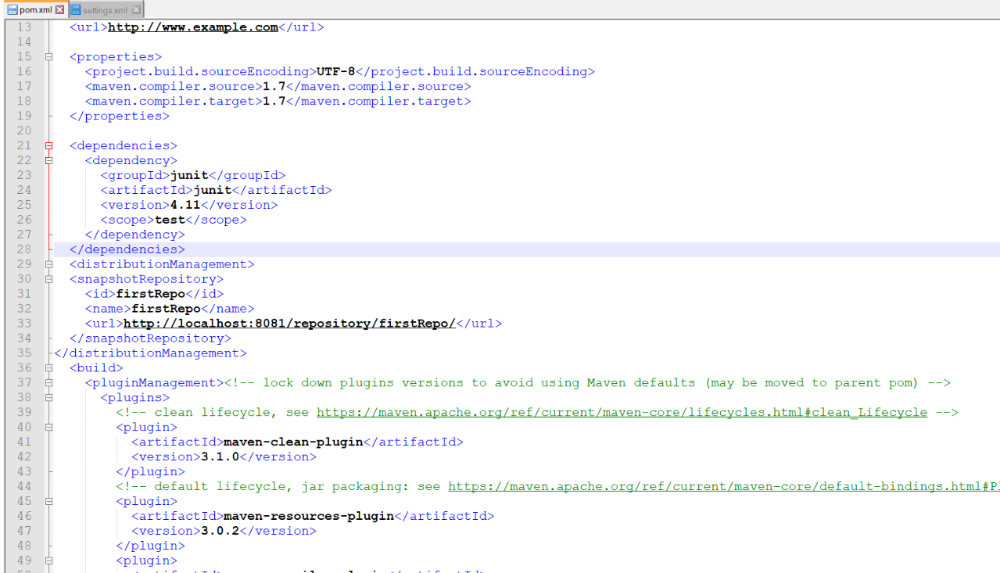 pom.xml settings.xml
13 <url>http://www.example.com</url>
14
15 <properties>
16 <project.build.sourceEncoding>UTF-8</project.build.sourceEncoding>
17 <maven.compiler.source>1.7</maven.compiler.source>
18 <maven.compiler.target>1.7</maven.compiler.target>
19 </properties>
20
21 <dependencies>
22 <dependency>
23 <groupId>junit</groupId>
24 <artifactId>junit</artifactId>
25 <version>4.11</version>
26 <scope>test</scope>
27 </dependency>
28 </dependencies>
29 <distributionManagement>
30 <snapshotRepository>
31 <id>firstRepo</id>
32 <name>firstRepo</name>
33 <url>http://localhost:8081/repository/firstRepo/</url>
34 </snapshotRepository>
35 </distributionManagement>
36 <build>
37 <pluginManagement><!-- lock down plugins versions to avoid using Maven defaults (may be moved to parent pom) -->
38 <plugins>
39 <!-- clean lifecycle, see https://maven.apache.org/ref/current/maven-core/lifecycles.html#clean_Lifecycle -->
40 <plugin>
41 <artifactId>maven-clean-plugin</artifactId>
42 <version>3.1.0</version>
43 </plugin>
44 <!-- default lifecycle, jar packaging: see https://maven.apache.org/ref/current/maven-core/default-bindings.html#Pl
45 <plugin>
46 <artifactId>maven-resources-plugin</artifactId>
47 <version>3.0.2</version>
48 </plugin>
49 <plugin>